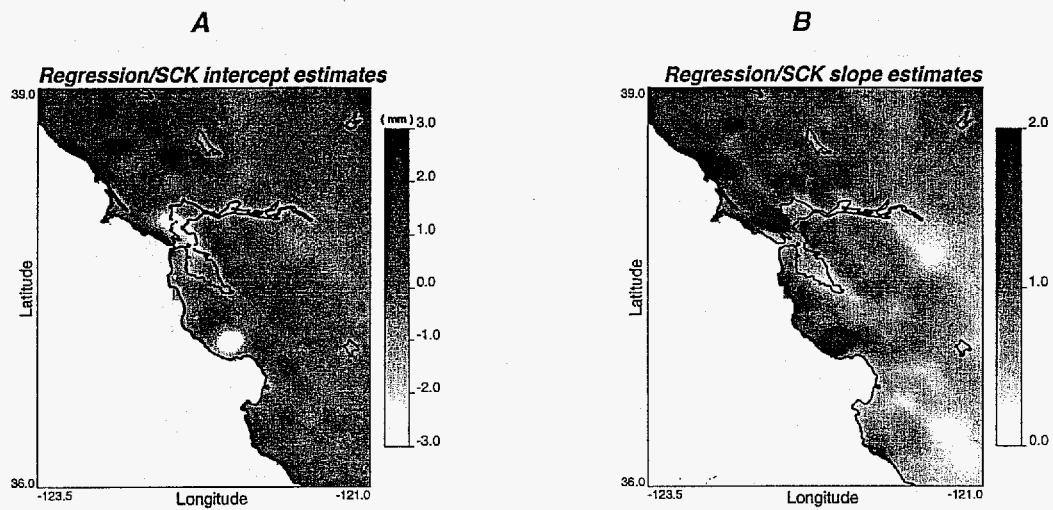 A
B
Regression/SCK intercept estimates
Regression/SCK slope estimates
39.0
(mm)
3.0
2.0
1.0
0.0
-1.0
-2.0
-3.0
Latitude
36.0
-123.5
Longitude
-121.0
39.0
2.0
1.0
0.0
Latitude
36.0
-123.5
Longitude
-121.0